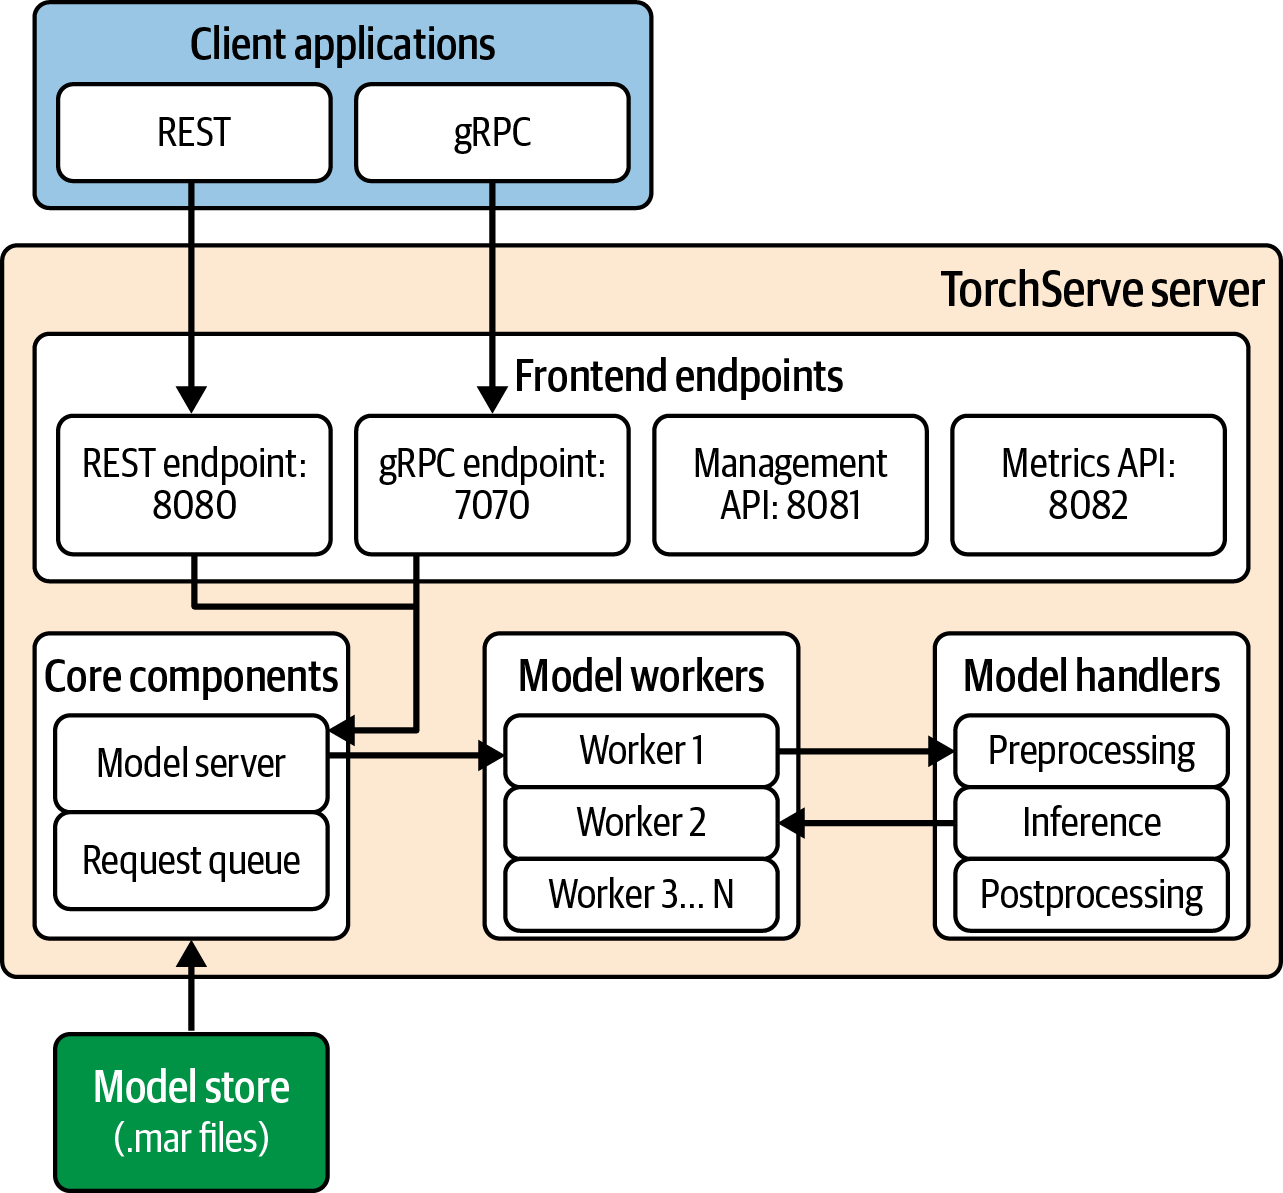 Client applications
REST
gRPC
TorchServe server
Frontend endpoints
REST endpoint:
8080
gRPC endpoint:
7070
Management
API: 8081
Metrics API:
8082
Core components
Model server
Request queue
Model workers
Worker 1
Worker 2
Worker 3... N
Model handlers
Preprocessing
Inference
Postprocessing
Model store
(.mar files)